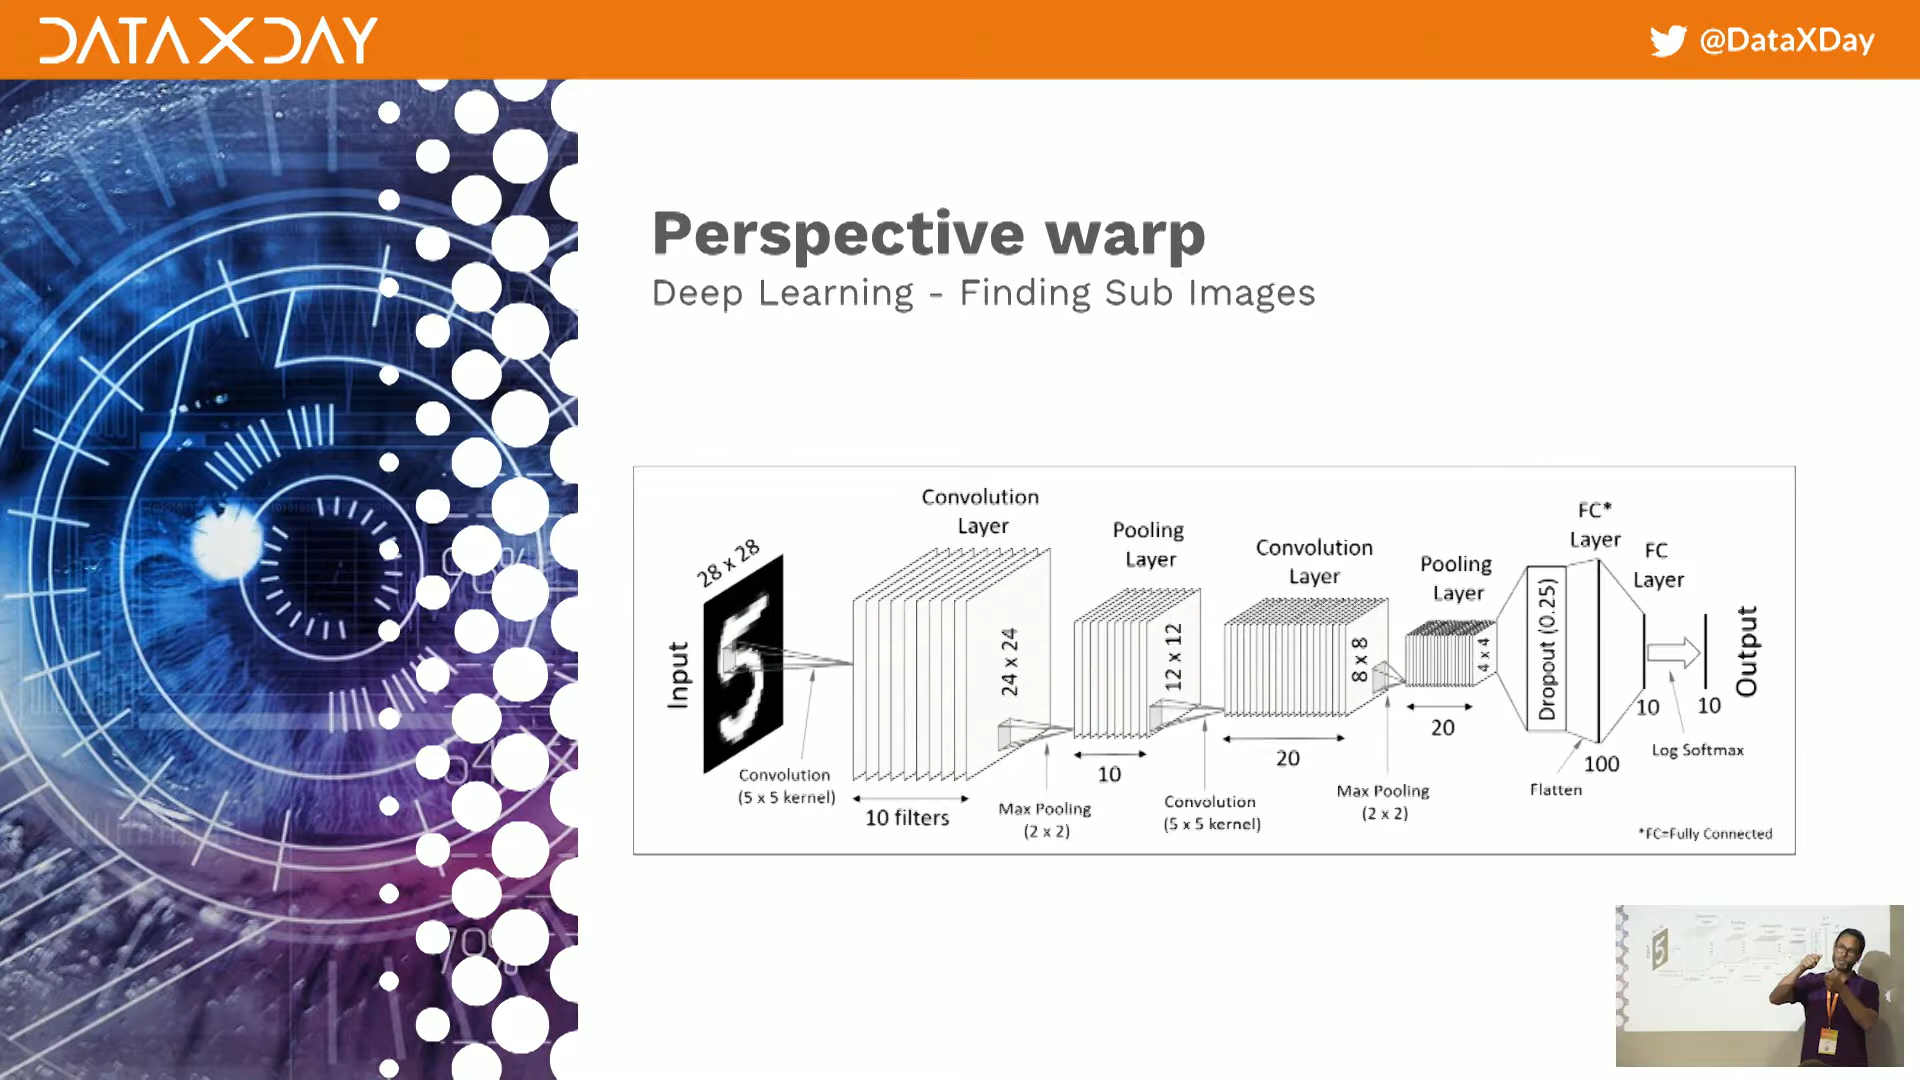 DATAXDAY
@DataXDay
Perspective warp
Deep Learning - Finding Sub Images
Convolution
Layer
Pooling
Layer
Convolution
Layer
Pooling
Layer
FC*
Layer
FC
Layer
Input
28 x 28
24 x 24
12 x 12
8 x 8
4 x 4
Dropout (0.25)
Output
Convolution
(5 x 5 kernel)
10 filters
Max Pooling
(2 x 2)
10
Convolution
(5 x 5 kernel)
20
Max Pooling
(2 x 2)
20
Flatten
100
10
10
Log Softmax
*FC=Fully Connected
90%
64%
70%